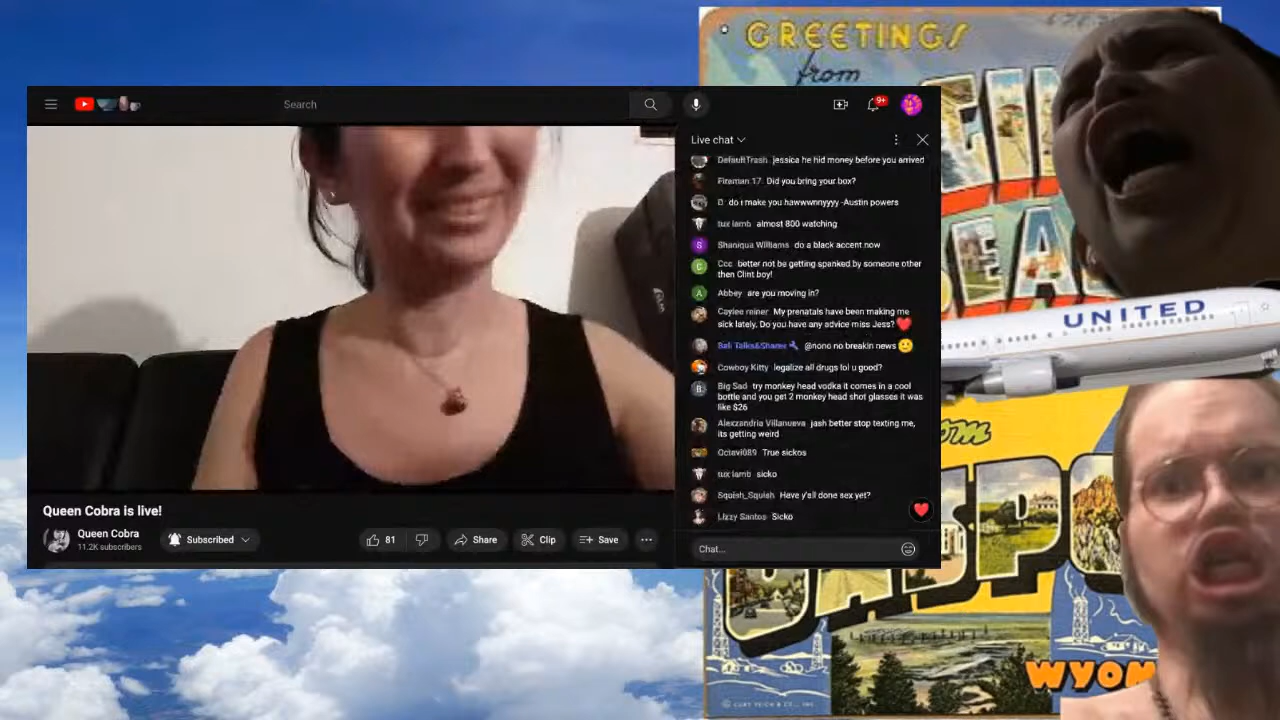 GREETINGS
from
Search
9+
UNITED
Live chat
DefaultTrash jessica he hid money before you arrived
Fireman 17 Did you bring your box?
do i make you hawwwnnyyyy -Austin powers
tux lamb almost 800 watching
S Shaniqua Williams do a black accent now
C Ccc better not be getting spanked by someone other
then Clint boy!
A Abbey are you moving in?
My prenatals have been making me
sick lately. Do you have any advice miss Jess?
Bali Talks&Shares @nono no breakin news
Cowboy Kitty legalize all drugs lol u good?
B Big Sad try monkey head vodka it comes in a cool
bottle and you get 2 monkey head shot glasses it was
like $26
Alexzandria Villanueva jash better stop texting me,
its getting weird
Octavi089 True sickos
tux lamb sicko
Squish_Squish Have y'all done sex yet?
Lizzy Santos Sicko
Chat...
Queen Cobra is live!
Queen Cobra
11.2K subscribers
Subscribed
81
Share
Clip
Save
© CURT TEICH & CO., INC.